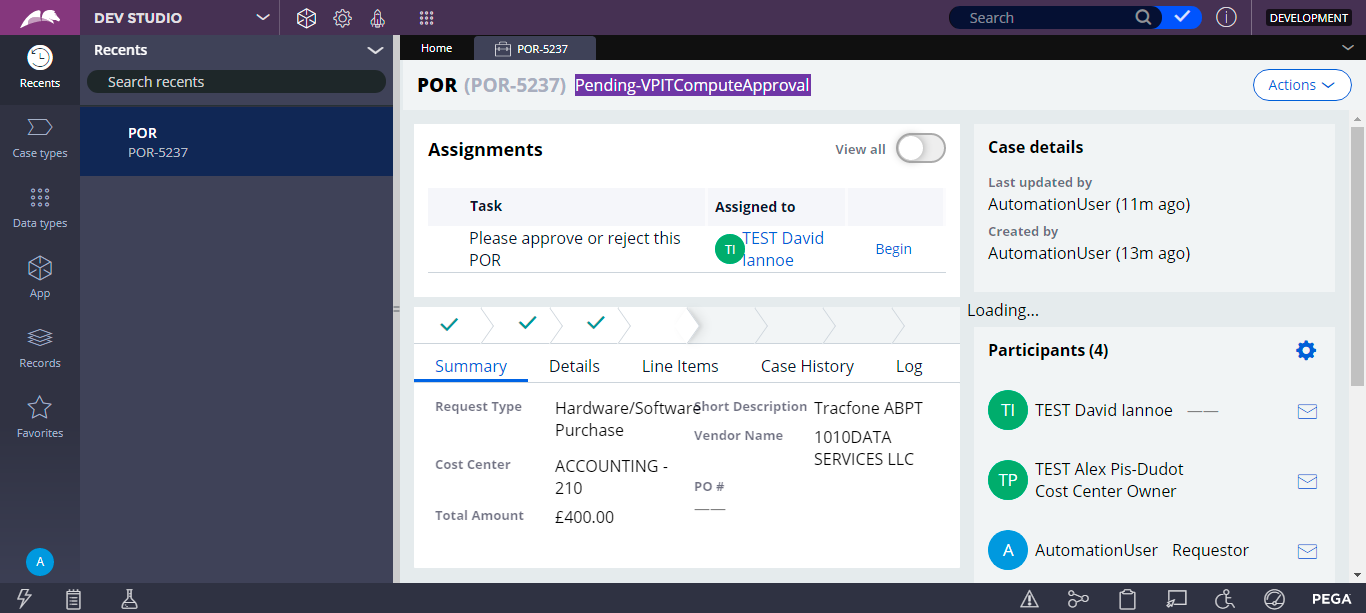 DEV STUDIO
Search
DEVELOPMENT
Recents
Search recents
POR
POR-5237
Recents
Case types
Data types
App
Records
Favorites
A
Home
POR-5237
POR (POR-5237) Pending-VPITComputeApproval
Actions
Assignments
View all
Task
Assigned to
Please approve or reject this
POR
TI
TEST David
Iannoe
Begin
Summary
Details
Line Items
Case History
Log
Request Type
Hardware/Software
Purchase
Short Description
Tracfone ABPT
Vendor Name
1010DATA
SERVICES LLC
Cost Center
ACCOUNTING -
210
PO #
——
Total Amount
£400.00
Case details
Last updated by
AutomationUser (11m ago)
Created by
AutomationUser (13m ago)
Loading...
Participants (4)
TI
TEST David Iannoe ——
TP
TEST Alex Pis-Dudot
Cost Center Owner
A
AutomationUser Requestor
PEGA